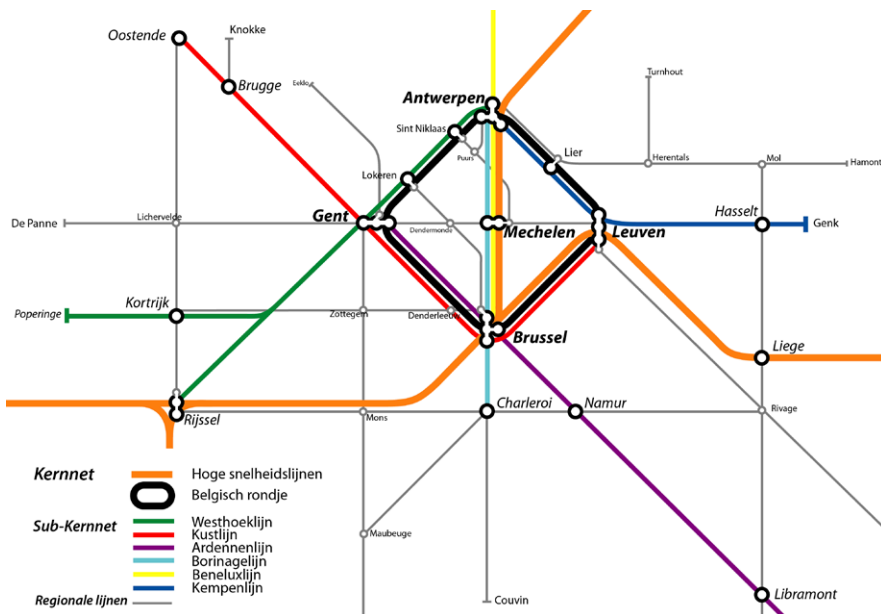 Oostende
Knokke
Brugge
Eeklo
Turnhout
Antwerpen
Sint Niklaas
Puurs
Lier
Herentals
Mol
Hamont
Lokeren
De Panne
Lichervelde
Gent
Dendermonde
Mechelen
Leuven
Hasselt
Genk
Poperinge
Kortrijk
Zottegem
Denderleeuw
Brussel
Liege
Rijssel
Mons
Charleroi
Namur
Rivage
Kernnet
Hoge snelheidslijnen
Belgisch rondje
Sub-Kernnet
Westhoeklijn
Kustlijn
Ardennenlijn
Borinagelijn
Beneluxlijn
Kempenlijn
Regionale lijnen
Maubeuge
Couvin
Libramont